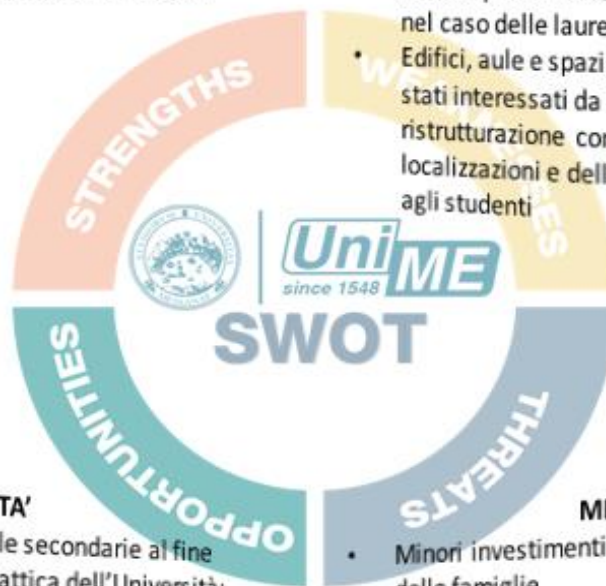 nel caso delle laure
• Edifici, aule e spazi
stati interessati da
ristrutturazione co
localizzazioni e dell
agli studenti
STRENGTHS
WEAKNESSES
UniME
since 1548
SWOT
OPPORTUNITIES
THREATS
TA'
le secondarie al fine
attica dell'Università;
M
• Minori investimenti
delle famiglie